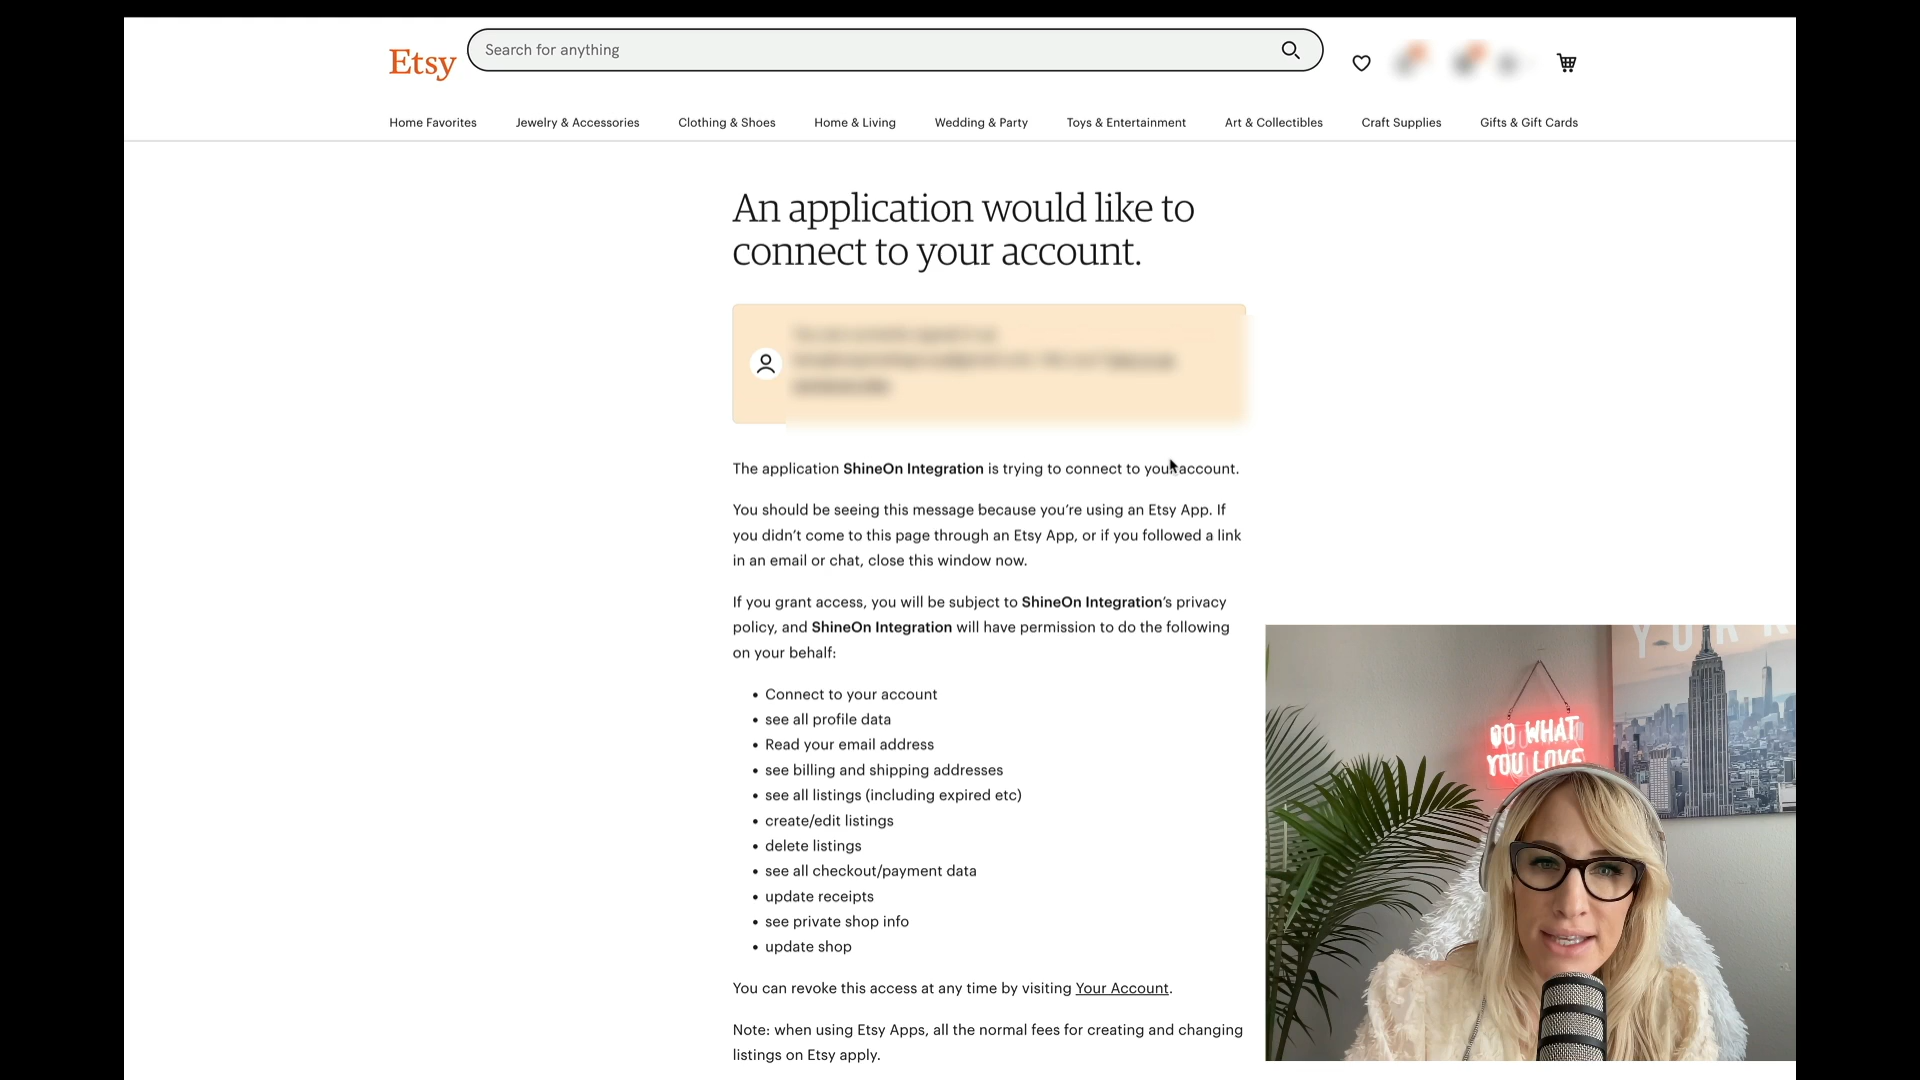 Etsy
Search for anything
Home Favorites
Jewelry & Accessories
Clothing & Shoes
Home & Living
Wedding & Party
Toys & Entertainment
Art & Collectibles
Craft Supplies
Gifts & Gift Cards
An application would like to
connect to your account.
The application ShineOn Integration is trying to connect to your account.
You should be seeing this message because you’re using an Etsy App. If
you didn’t come to this page through an Etsy App, or if you followed a link
in an email or chat, close this window now.
If you grant access, you will be subject to ShineOn Integration’s privacy
policy, and ShineOn Integration will have permission to do the following
on your behalf:
• Connect to your account
• see all profile data
• Read your email address
• see billing and shipping addresses
• see all listings (including expired etc)
• create/edit listings
• delete listings
• see all checkout/payment data
• update receipts
• see private shop info
• update shop
You can revoke this access at any time by visiting Your Account.
Note: when using Etsy Apps, all the normal fees for creating and changing
listings on Etsy apply.
DO WHAT
YOU LOVE